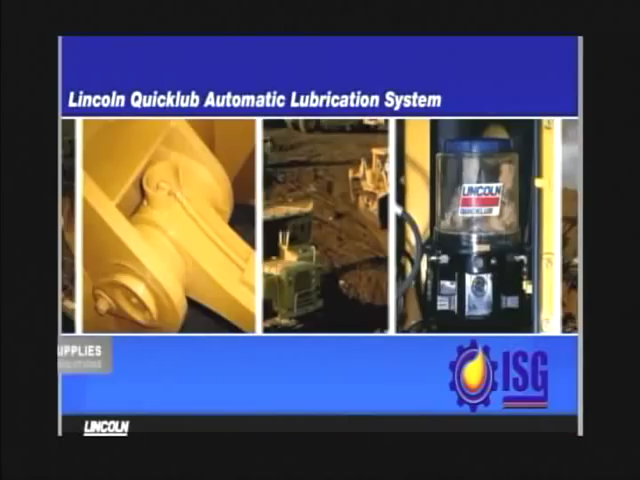 Lincoln Quicklub Automatic Lubrication System
LINCOLN
QUICKLUB
UPPLIES
ISG
LINCOLN